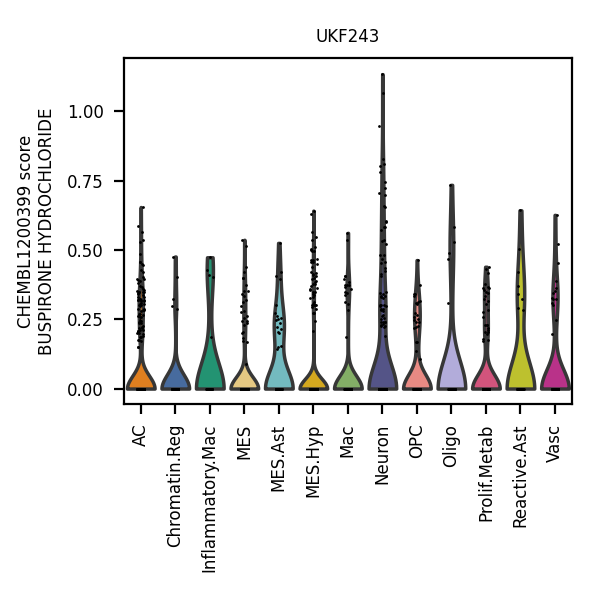 UKF243
CHEMBL1200399 score
BUSPIRONE HYDROCHLORIDE
1.00
0.75
0.50
0.25
0.00
AC
Chromatin.Reg
Inflammatory.Mac
MES
MES.Ast
MES.Hyp
Mac
Neuron
OPC
Oligo
Prolif.Metab
Reactive.Ast
Vasc